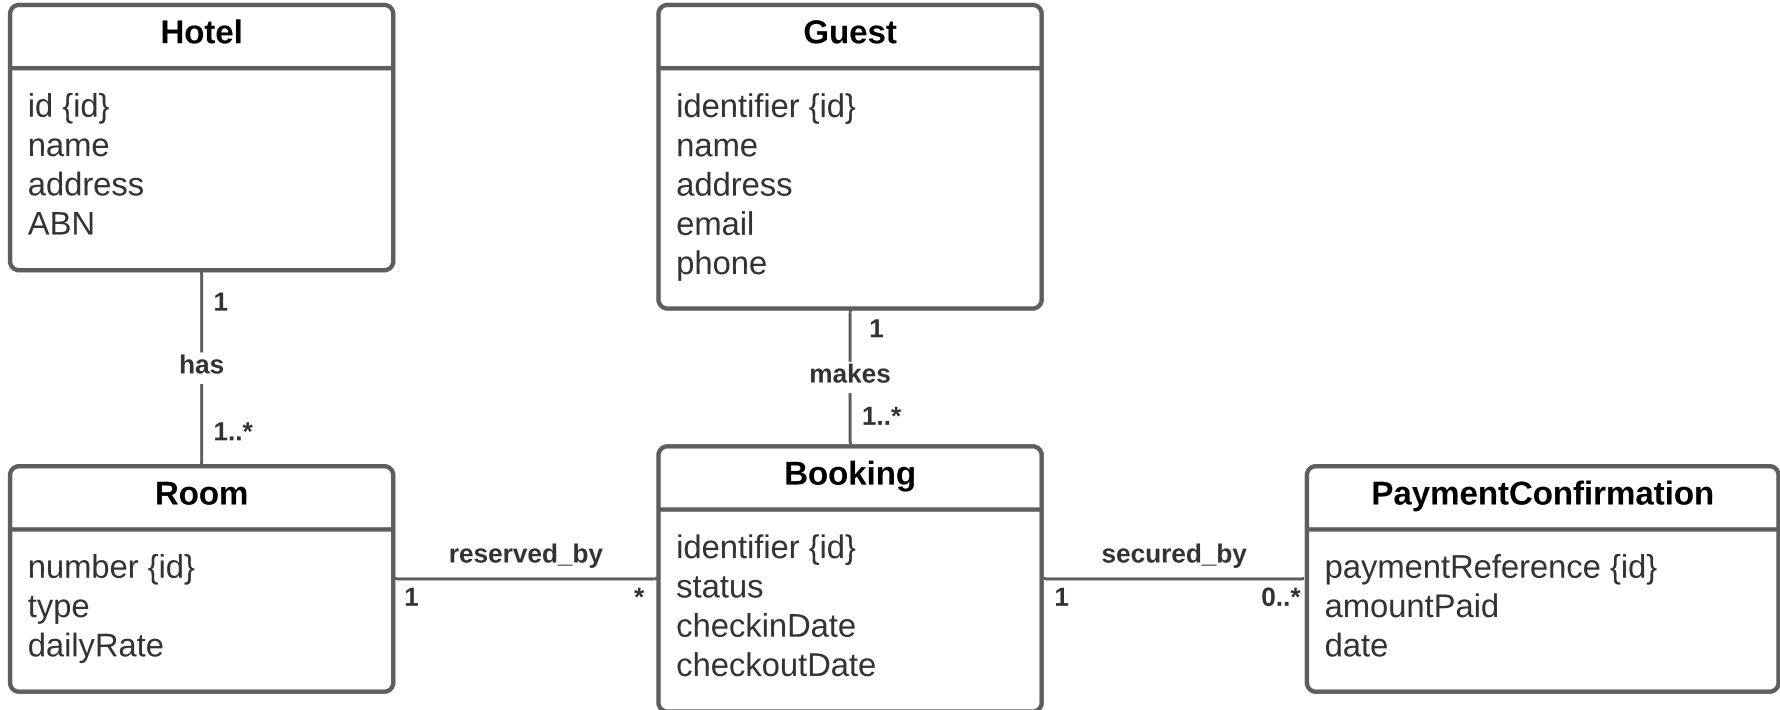 Hotel
id {id}
name
address
ABN
Guest
identifier {id}
name
address
email
phone
1
has
1..*
1
makes
1..*
Room
number {id}
type
dailyRate
reserved_by
1
*
Booking
identifier {id}
status
checkinDate
checkoutDate
secured_by
1
0..*
PaymentConfirmation
paymentReference {id}
amountPaid
date